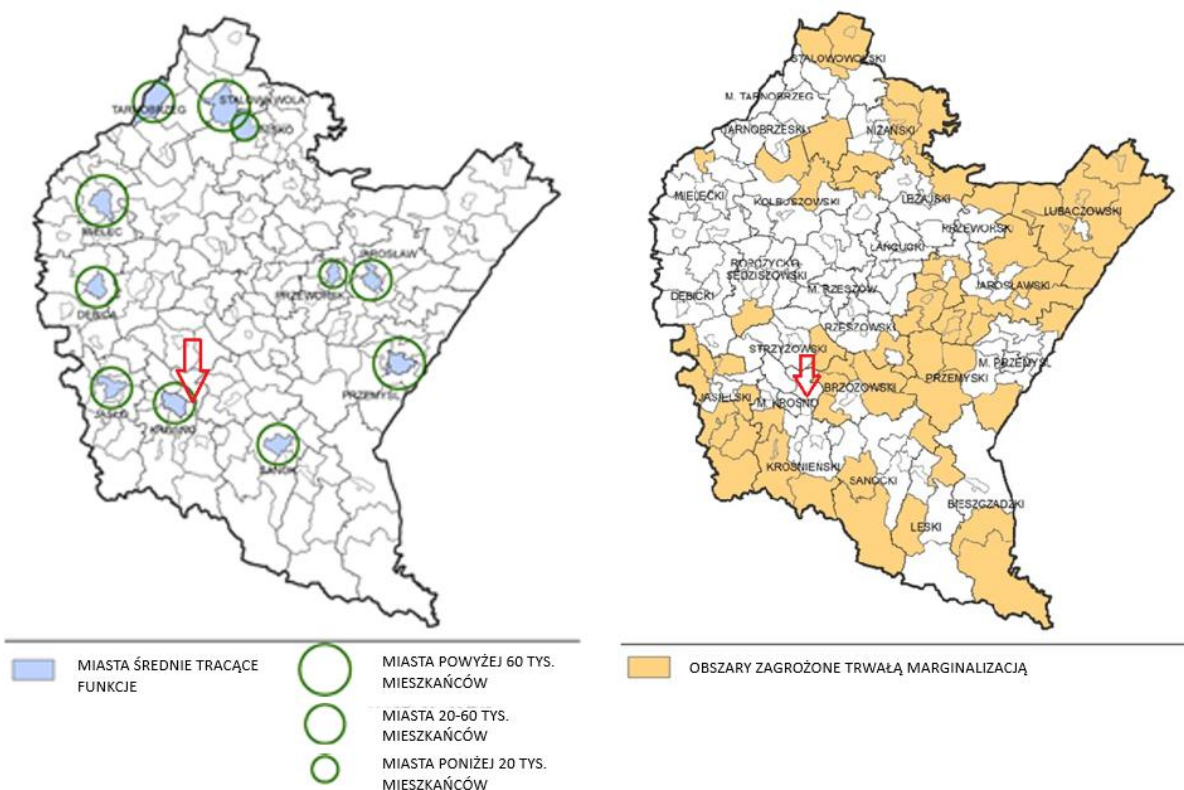 TARNOBRZEG
STALOWA WOLA
NISKO
MIELEC
JAROSŁAW
PRZEWORSK
DĘBICA
PRZEMYŚL
JASŁO
KROSNO
SANOK
MIASTA ŚREDNIE TRACĄCE
FUNKCJE
MIASTA POWYŻEJ 60 TYS.
MIESZKAŃCÓW
MIASTA 20-60 TYS.
MIESZKAŃCÓW
MIASTA PONIŻEJ 20 TYS.
MIESZKAŃCÓW
STALOWOWOLSKI
M. TARNOBRZEG
TARNOBRZESKI
NIŻAŃSKI
MIELECKI
KOLBUSZOWSKI
LEŻAJSKI
LUBACZOWSKI
PRZEWORSKI
ŁAŃCUCKI
ROPCZYCKO
SĘDZISZOWSKI
DĘBICKI
M. RZESZÓW
JAROSŁAWSKI
RZESZOWSKI
STRZYŻOWSKI
M. PRZEMYŚL
PRZEMYSKI
BRZOZOWSKI
JASIELSKI
M. KROSNO
KROŚNIEŃSKI
SANOCKI
BIESZCZADZKI
LESKI
OBSZARY ZAGROŻONE TRWAŁĄ MARGINALIZACJĄ